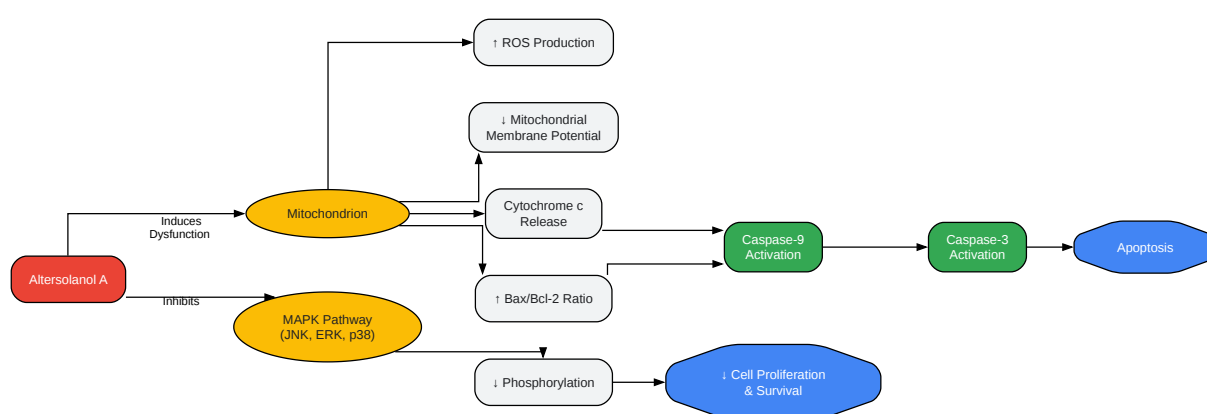 ↑ ROS Production
↓ Mitochondrial
Membrane Potential
Mitochondrion
Induces
Dysfunction
Cytochrome c
Release
Caspase-9
Activation
Caspase-3
Activation
Apoptosis
Altersolanol A
Inhibits
↑ Bax/Bcl-2 Ratio
MAPK Pathway
(JNK, ERK, p38)
↓ Phosphorylation
↓ Cell Proliferation
& Survival